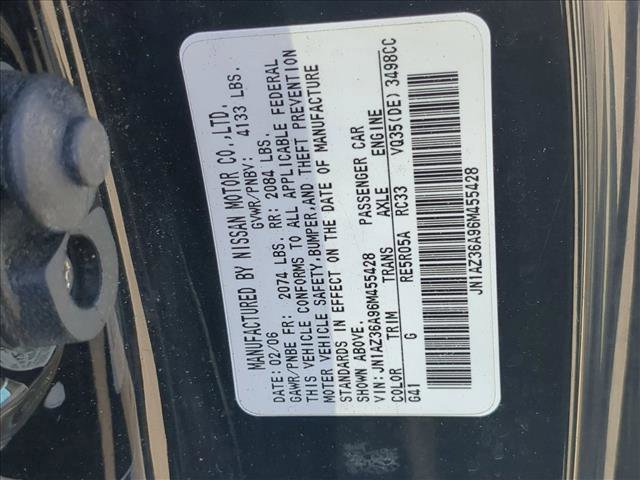 MANUFACTURED BY NISSAN MOTOR CO.,LTD.
DATE: 02/06 GVWR/PNBV: 4133 LBS.
GAWR/PNBE FR: 2074 LBS. RR: 2084 LBS.
THIS VEHICLE CONFORMS TO ALL APPLICABLE FEDERAL
MOTER VEHICLE SAFETY,BUMPER,AND THEFT PREVENTION
STANDARDS IN EFFECT ON THE DATE OF MANUFACTURE
SHOWN ABOVE.
VIN: JN1AZ36A96M455428 PASSENGER CAR
COLOR TRIM TRANS AXLE ENGINE
G41 G RE5R05A RC33 VQ35(DE) 3498CC
JN1AZ36A96M455428